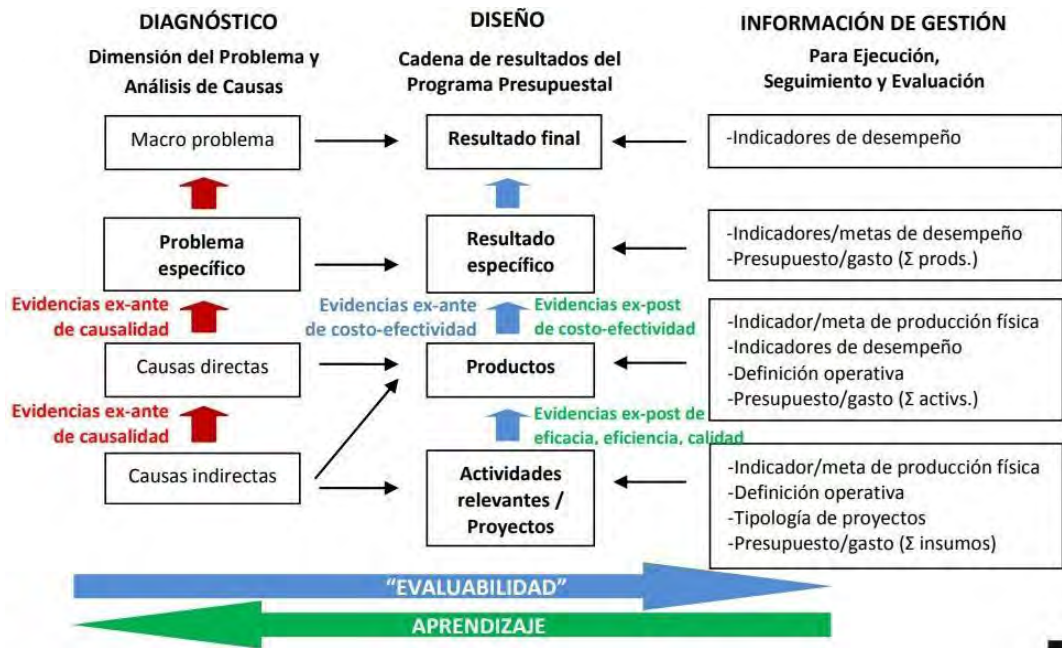 DIAGNÓSTICO
Dimensión del Problema y
Análisis de Causas
DISEÑO
Cadena de resultados del
Programa Presupuestal
INFORMACIÓN DE GESTIÓN
Para Ejecución,
Seguimiento y Evaluación
Macro problema
Resultado final
-Indicadores de desempeño
Problema
específico
Resultado
específico
-Indicadores/metas de desempeño
-Presupuesto/gasto (Σ prods.)
Evidencias ex-ante
de causalidad
Evidencias ex-ante
de costo-efectividad
Evidencias ex-post
de costo-efectividad
Causas directas
Productos
-Indicador/meta de producción física
-Indicadores de desempeño
-Definición operativa
-Presupuesto/gasto (Σ activs.)
Evidencias ex-ante
de causalidad
Evidencias ex-post de
eficacia, eficiencia, calidad
Causas indirectas
Actividades
relevantes /
Proyectos
-Indicador/meta de producción física
-Definición operativa
-Tipología de proyectos
-Presupuesto/gasto (Σ insumos)
“EVALUABILIDAD”
APRENDIZAJE